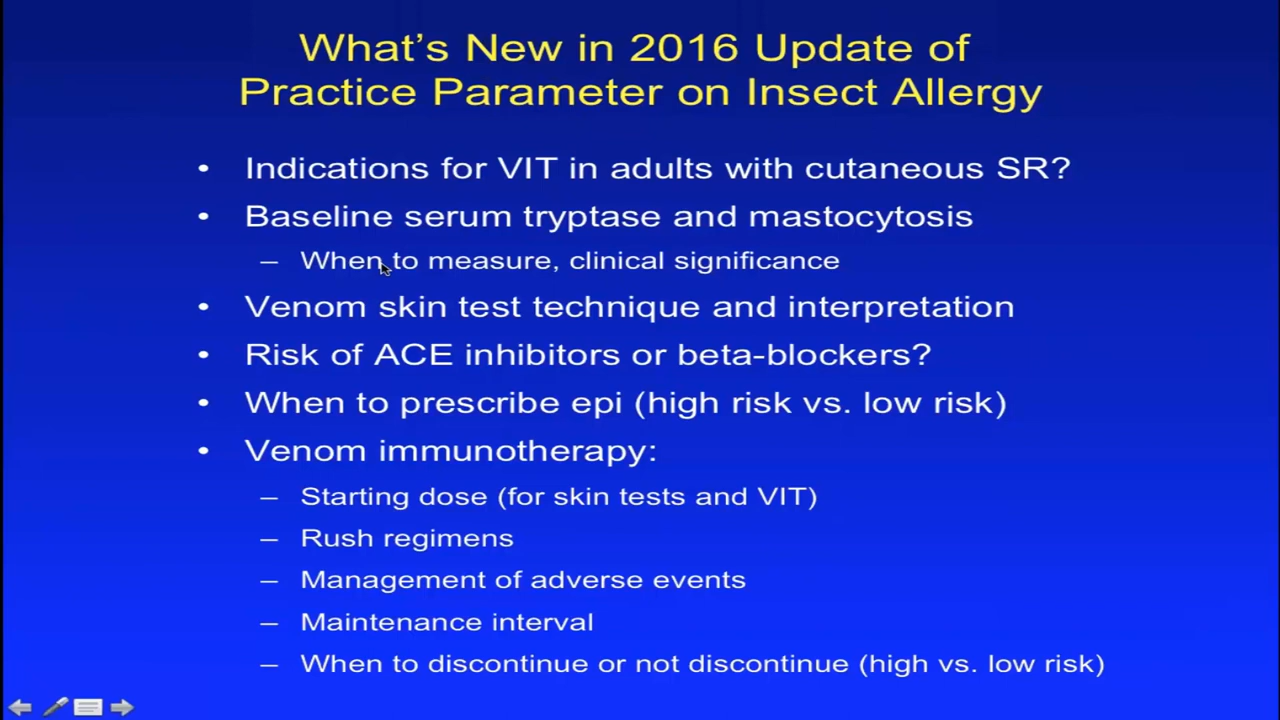 What's New in 2016 Update of
Practice Parameter on Insect Allergy
• Indications for VIT in adults with cutaneous SR?
• Baseline serum tryptase and mastocytosis
– When to measure, clinical significance
• Venom skin test technique and interpretation
• Risk of ACE inhibitors or beta-blockers?
• When to prescribe epi (high risk vs. low risk)
• Venom immunotherapy:
– Starting dose (for skin tests and VIT)
– Rush regimens
– Management of adverse events
– Maintenance interval
– When to discontinue or not discontinue (high vs. low risk)